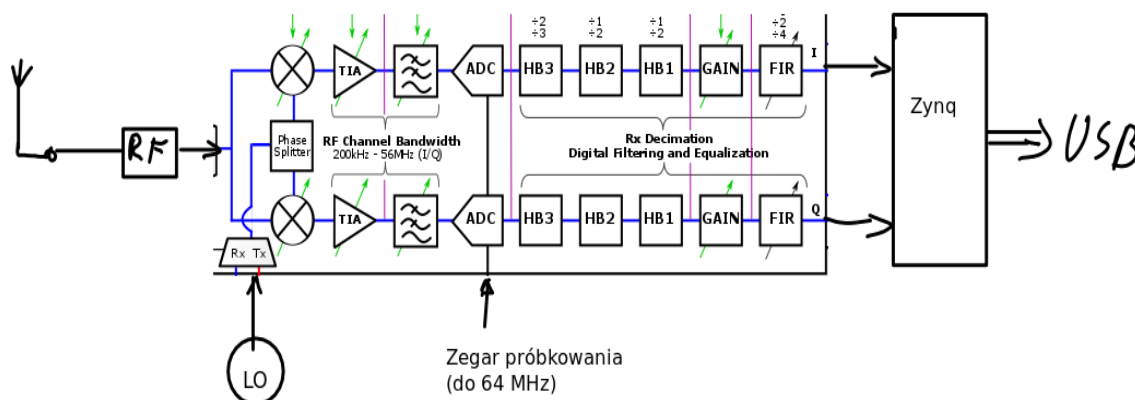 ÷2 ÷1 ÷1 ÷2
÷3 ÷2 ÷2 ÷4
TIA ADC HB3 HB2 HB1 GAIN FIR I
Zynq
RF
Phase
Splitter
RF Channel Bandwidth
200kHz - 56MHz (I/Q)
Rx Decimation
Digital Filtering and Equalization
USB
TIA ADC HB3 HB2 HB1 GAIN FIR Q
Rx Tx
LO
Zegar próbkowania
(do 64 MHz)